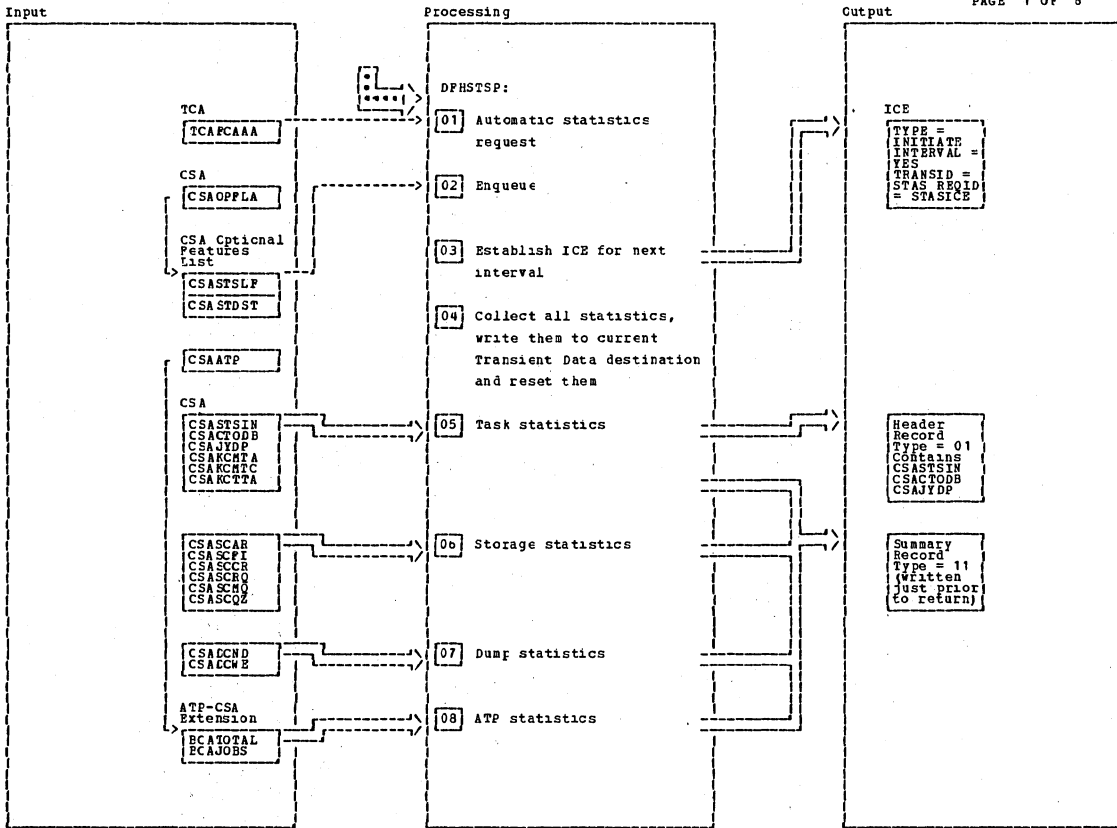 PAGE 1 OF 8
Input
Processing
Output
TCA
TCAPCAAA
CSA
CSAOPFLA
CSA Optional
Features
List
CSASTSLF
CSASTDST
CSAATP
CSA
CSASTSIN
CSACTODB
CSAJYDP
CSAKCMTA
CSAKCMTC
CSAKCTTA
CSASCAR
CSASCPI
CSASCCR
CSASCRQ
CSASCMQ
CSASCQZ
CSADCND
CSADCWE
ATP-CSA
Extension
BCATOTAL
BCAJOBS
DFHSTSP:
01 Automatic statistics
request
02 Enqueue
03 Establish ICE for next
interval
04 Collect all statistics,
write them to current
Transient Data destination
and reset them
05 Task statistics
06 Storage statistics
07 Dump statistics
08 ATP statistics
ICE
TYPE =
INITIATE
INTERVAL =
YES
TRANSID =
STAS REQID
= STASICE
Header
Record
Type = 01
Contains
CSASTSIN
CSACTODB
CSAJYDP
Summary
Record
Type = 11
(written
just prior
to return)